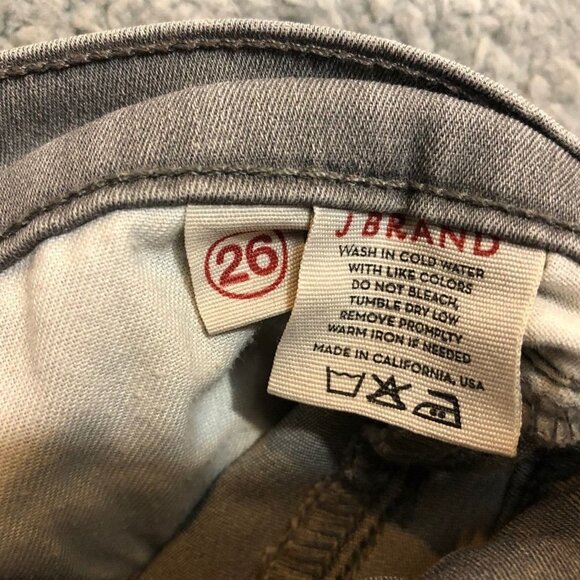 26
J BRAND
WASH IN COLD WATER
WITH LIKE COLORS
DO NOT BLEACH,
TUMBLE DRY LOW
REMOVE PROMPTLY
WARM IRON IS NEEDED
MADE IN CALIFORNIA, USA